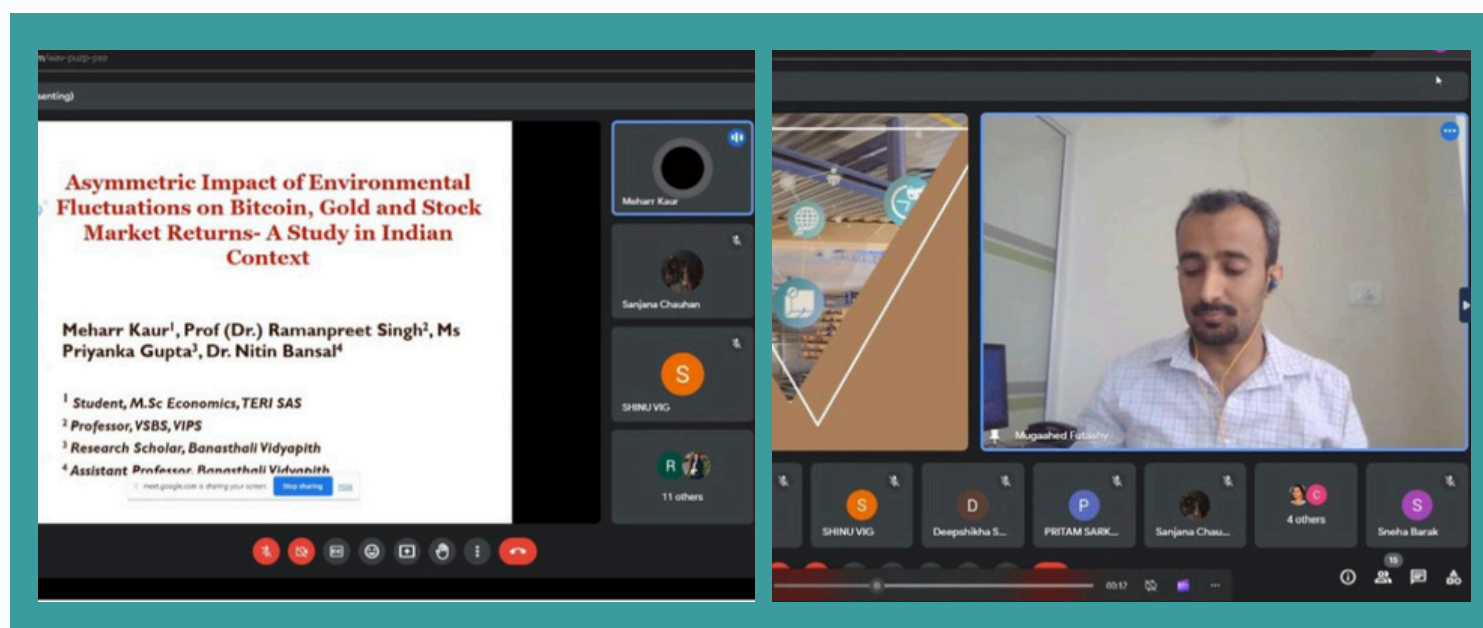 m/wav-puzp-pxr
senting)
Asymmetric Impact of Environmental
Fluctuations on Bitcoin, Gold and Stock
Market Returns- A Study in Indian
Context
Meharr Kaur¹, Prof (Dr.) Ramanpreet Singh², Ms
Priyanka Gupta³, Dr. Nitin Bansal⁴
¹ Student, M.Sc Economics, TERI SAS
² Professor, VSBS, VIPS
³ Research Scholar, Banasthali Vidyapith
⁴ Assistant Professor, Banasthali Vidyapith
meet.google.com is sharing your screen.
Stop sharing
Hide
Meharr Kaur
Sanjana Chauhan
S
SHINU VIG
R
11 others
Mugaahed Futaahy
S
SHINU VIG
D
Deepshikha S...
P
PRITAM SARK...
Sanjana Chau...
C
4 others
S
Sneha Barak
15
00:12